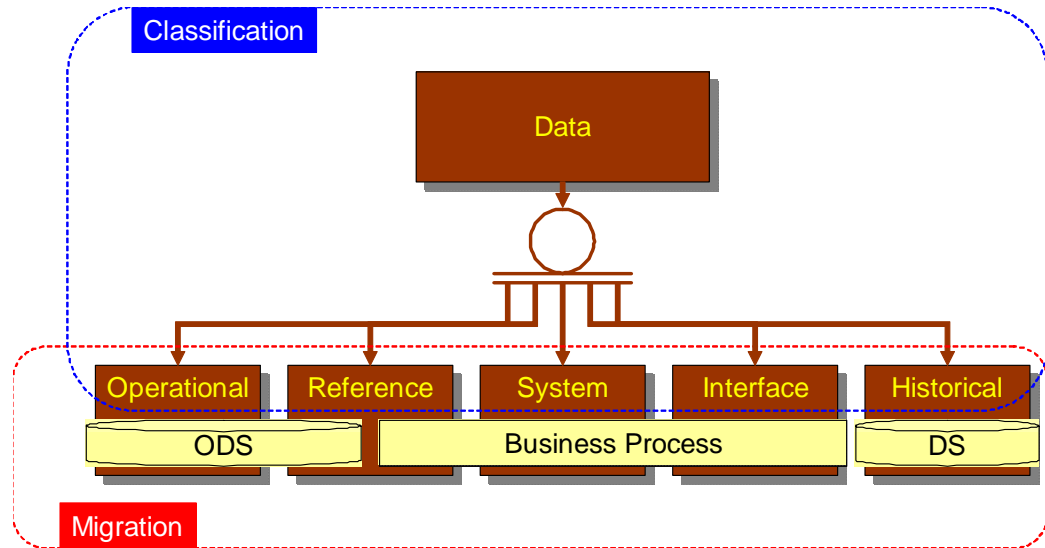 Classification
Data
Operational
Reference
System
Interface
Historical
ODS
Business Process
DS
Migration